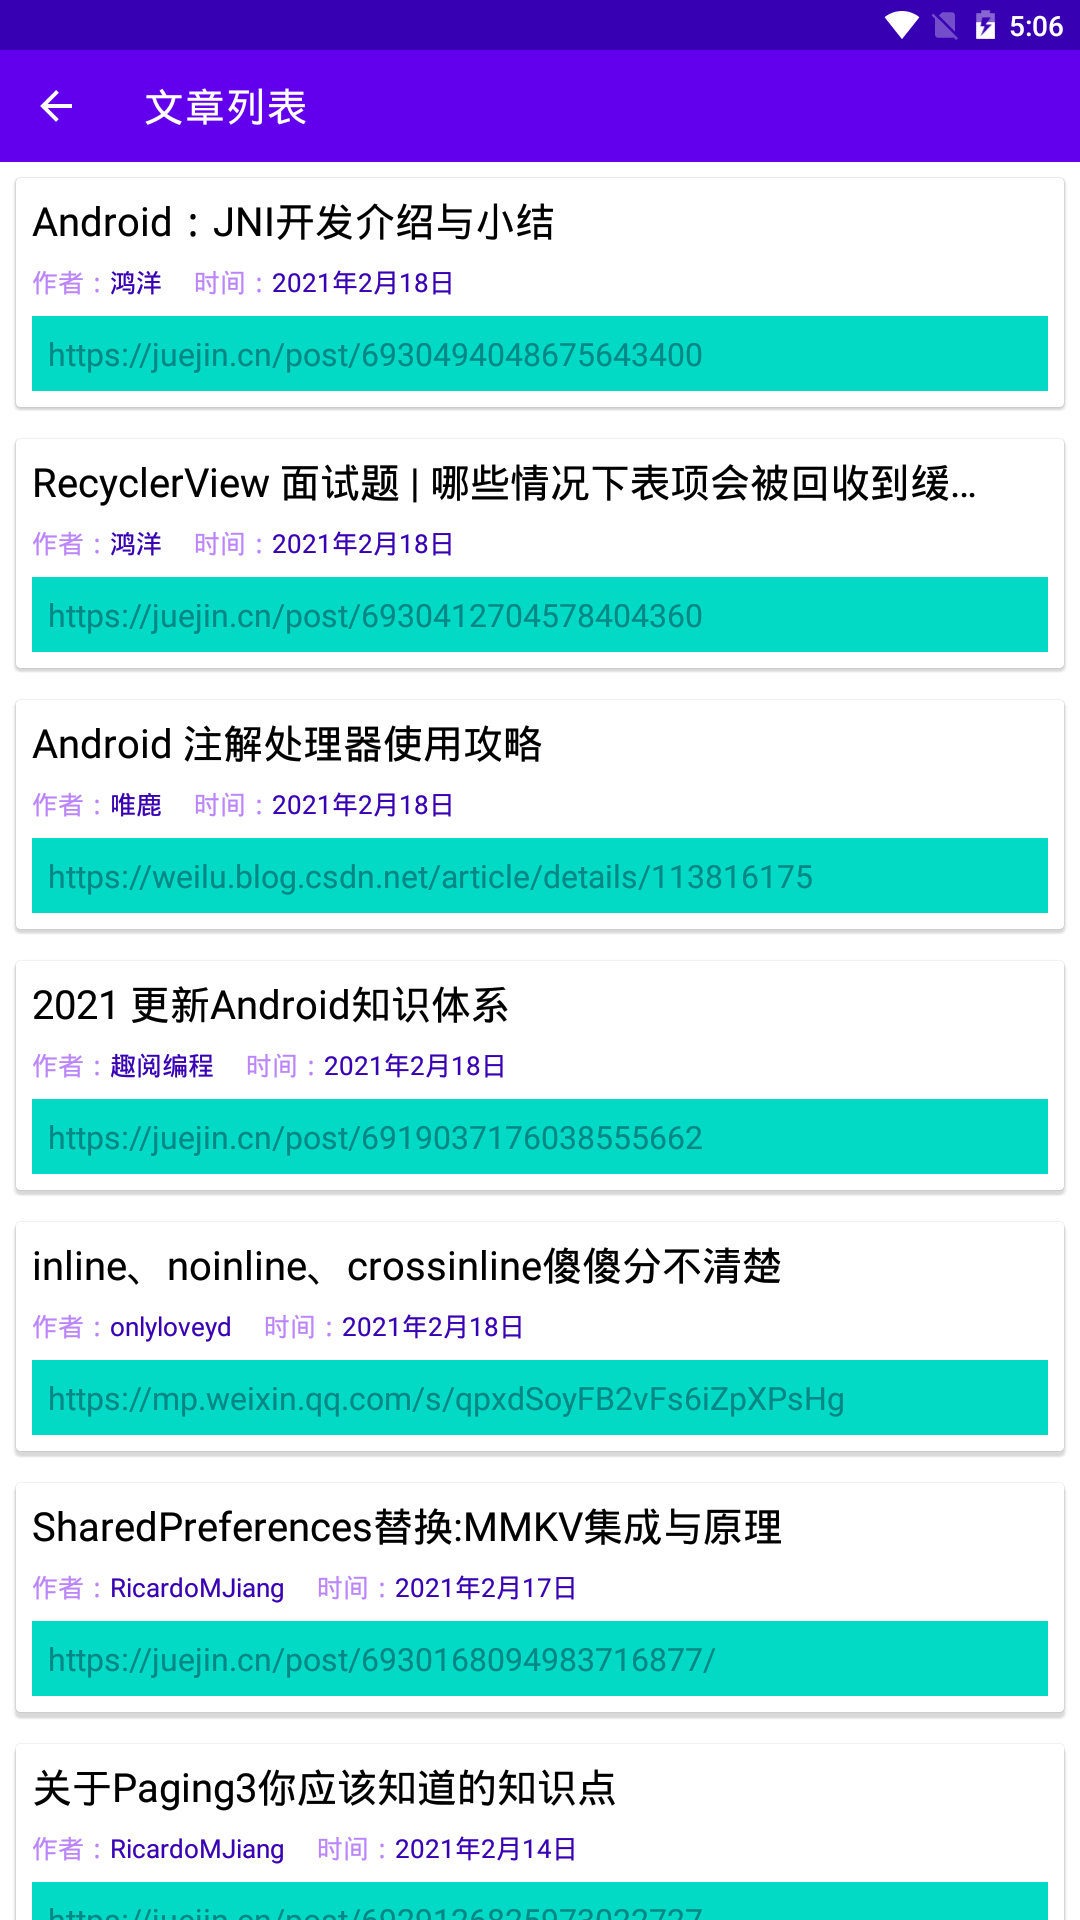 5:06
文章列表
Android：JNI开发介绍与小结
作者：鸿洋 时间：2021年2月18日
https://juejin.cn/post/6930494048675643400
RecyclerView 面试题 | 哪些情况下表项会被回收到缓...
作者：鸿洋 时间：2021年2月18日
https://juejin.cn/post/6930412704578404360
Android 注解处理器使用攻略
作者：唯鹿 时间：2021年2月18日
https://weilu.blog.csdn.net/article/details/113816175
2021 更新Android知识体系
作者：趣阅编程 时间：2021年2月18日
https://juejin.cn/post/6919037176038555662
inline、noinline、crossinline傻傻分不清楚
作者：onlyloveyd 时间：2021年2月18日
https://mp.weixin.qq.com/s/qpxdSoyFB2vFs6iZpXPsHg
SharedPreferences替换:MMKV集成与原理
作者：RicardoMJiang 时间：2021年2月17日
https://juejin.cn/post/6930168094983716877/
关于Paging3你应该知道的知识点
作者：RicardoMJiang 时间：2021年2月14日